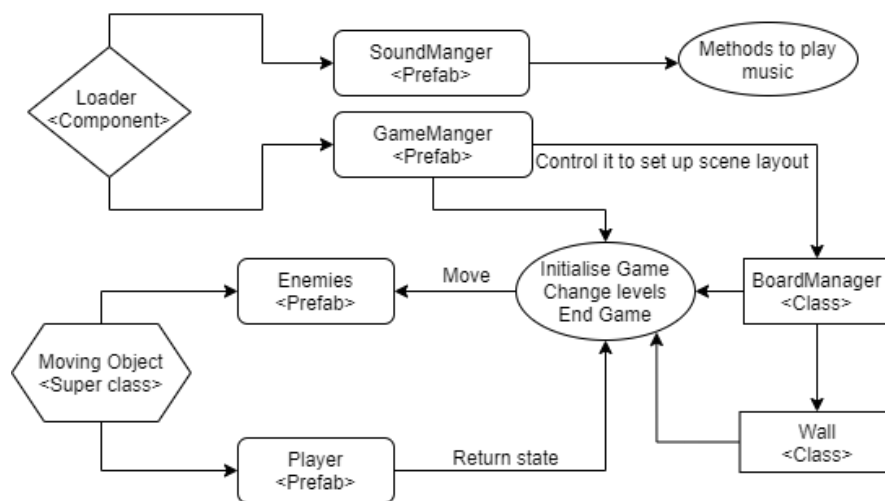 SoundManger
<Prefab>
Methods to play
music
Loader
<Component>
GameManger
<Prefab>
Control it to set up scene layout
Enemies
<Prefab>
Move
Initialise Game
Change levels
End Game
BoardManager
<Class>
Moving Object
<Super class>
Player
<Prefab>
Return state
Wall
<Class>